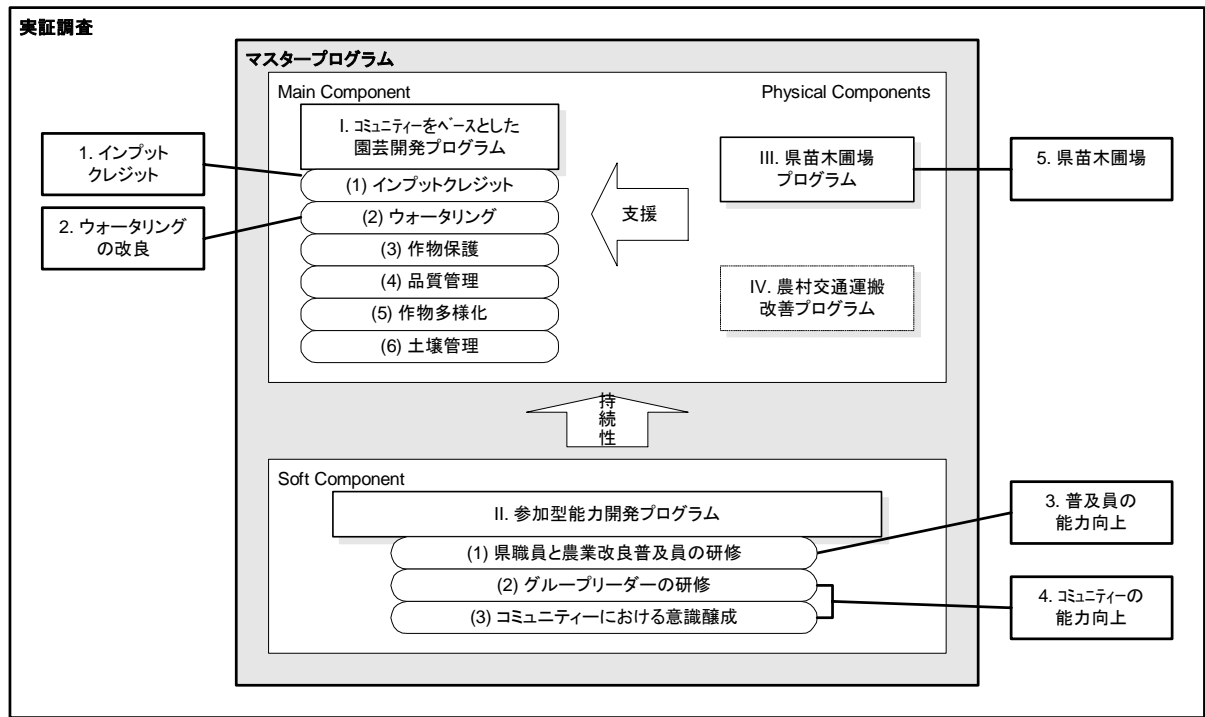 実証調査
マスタープログラム
Main Component
Physical Components
I. ｺﾐｭﾆﾃｨｰをﾍﾞｰｽとした
園芸開発プログラム
(1) インプットクレジット
(2) ウォータリング
(3) 作物保護
(4) 品質管理
(5) 作物多様化
(6) 土壌管理
1. インプット
クレジット
2. ウォータリング
の改良
支援
III. 県苗木圃場
プログラム
IV. 農村交通運搬
改善プログラム
5. 県苗木圃場
持続性
Soft Component
II. 参加型能力開発プログラム
(1) 県職員と農業改良普及員の研修
(2) グループリーダーの研修
(3) コミュニティーにおける意識醸成
3. 普及員の
能力向上
4. ｺﾐｭﾆﾃｨｰの
能力向上